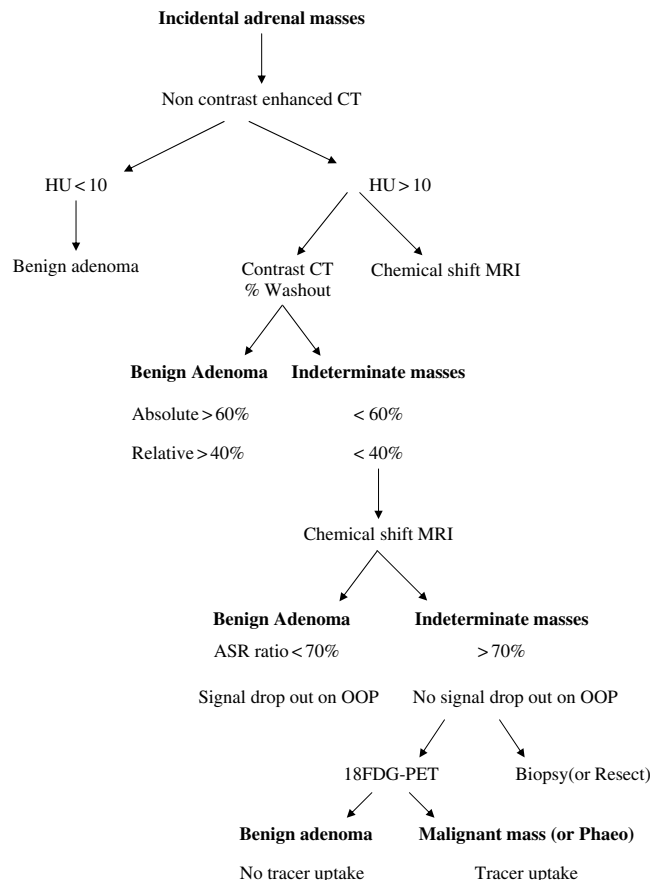 Incidental adrenal masses
Non contrast enhanced CT
HU < 10
HU > 10
Benign adenoma
Contrast CT
% Washout
Chemical shift MRI
Benign Adenoma
Indeterminate masses
Absolute > 60%
< 60%
Relative > 40%
< 40%
Chemical shift MRI
Benign Adenoma
Indeterminate masses
ASR ratio < 70%
> 70%
Signal drop out on OOP
No signal drop out on OOP
18FDG-PET
Biopsy(or Resect)
Benign adenoma
Malignant mass (or Phaeo)
No tracer uptake
Tracer uptake